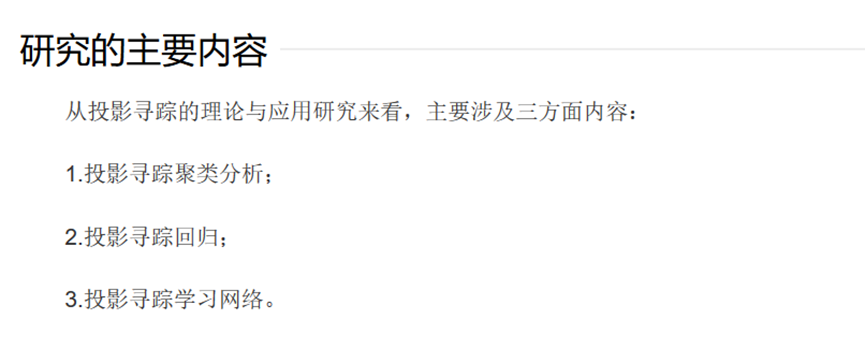 研究的主要内容
从投影寻踪的理论与应用研究来看，主要涉及三方面内容：
1.投影寻踪聚类分析；
2.投影寻踪回归；
3.投影寻踪学习网络。